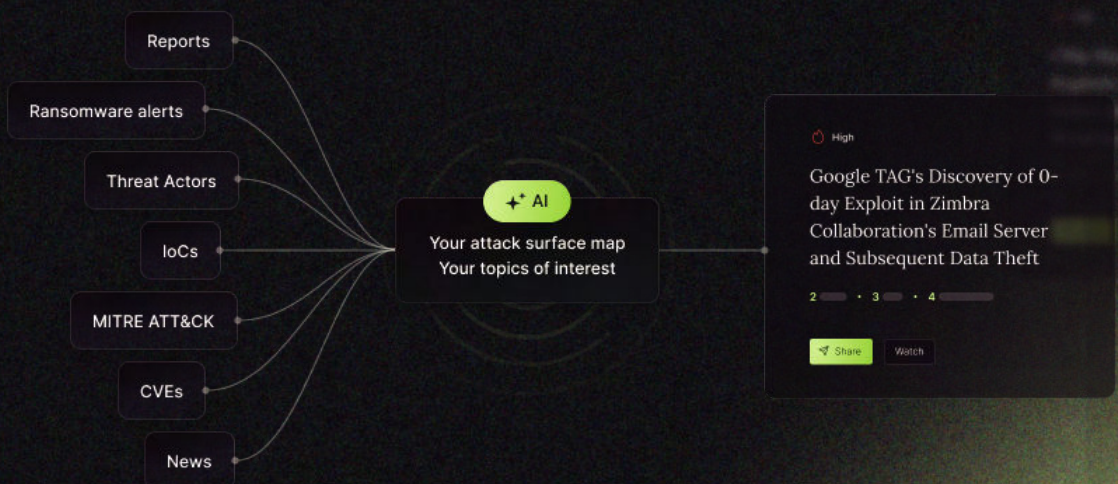 Reports
Ransomware alerts
Threat Actors
IoCs
MITRE ATT&CK
CVEs
News
AI
Your attack surface map
Your topics of interest
High
Google TAG's Discovery of 0-
day Exploit in Zimbra
Collaboration's Email Server
and Subsequent Data Theft
2 • 3 • 4
Share
Watch